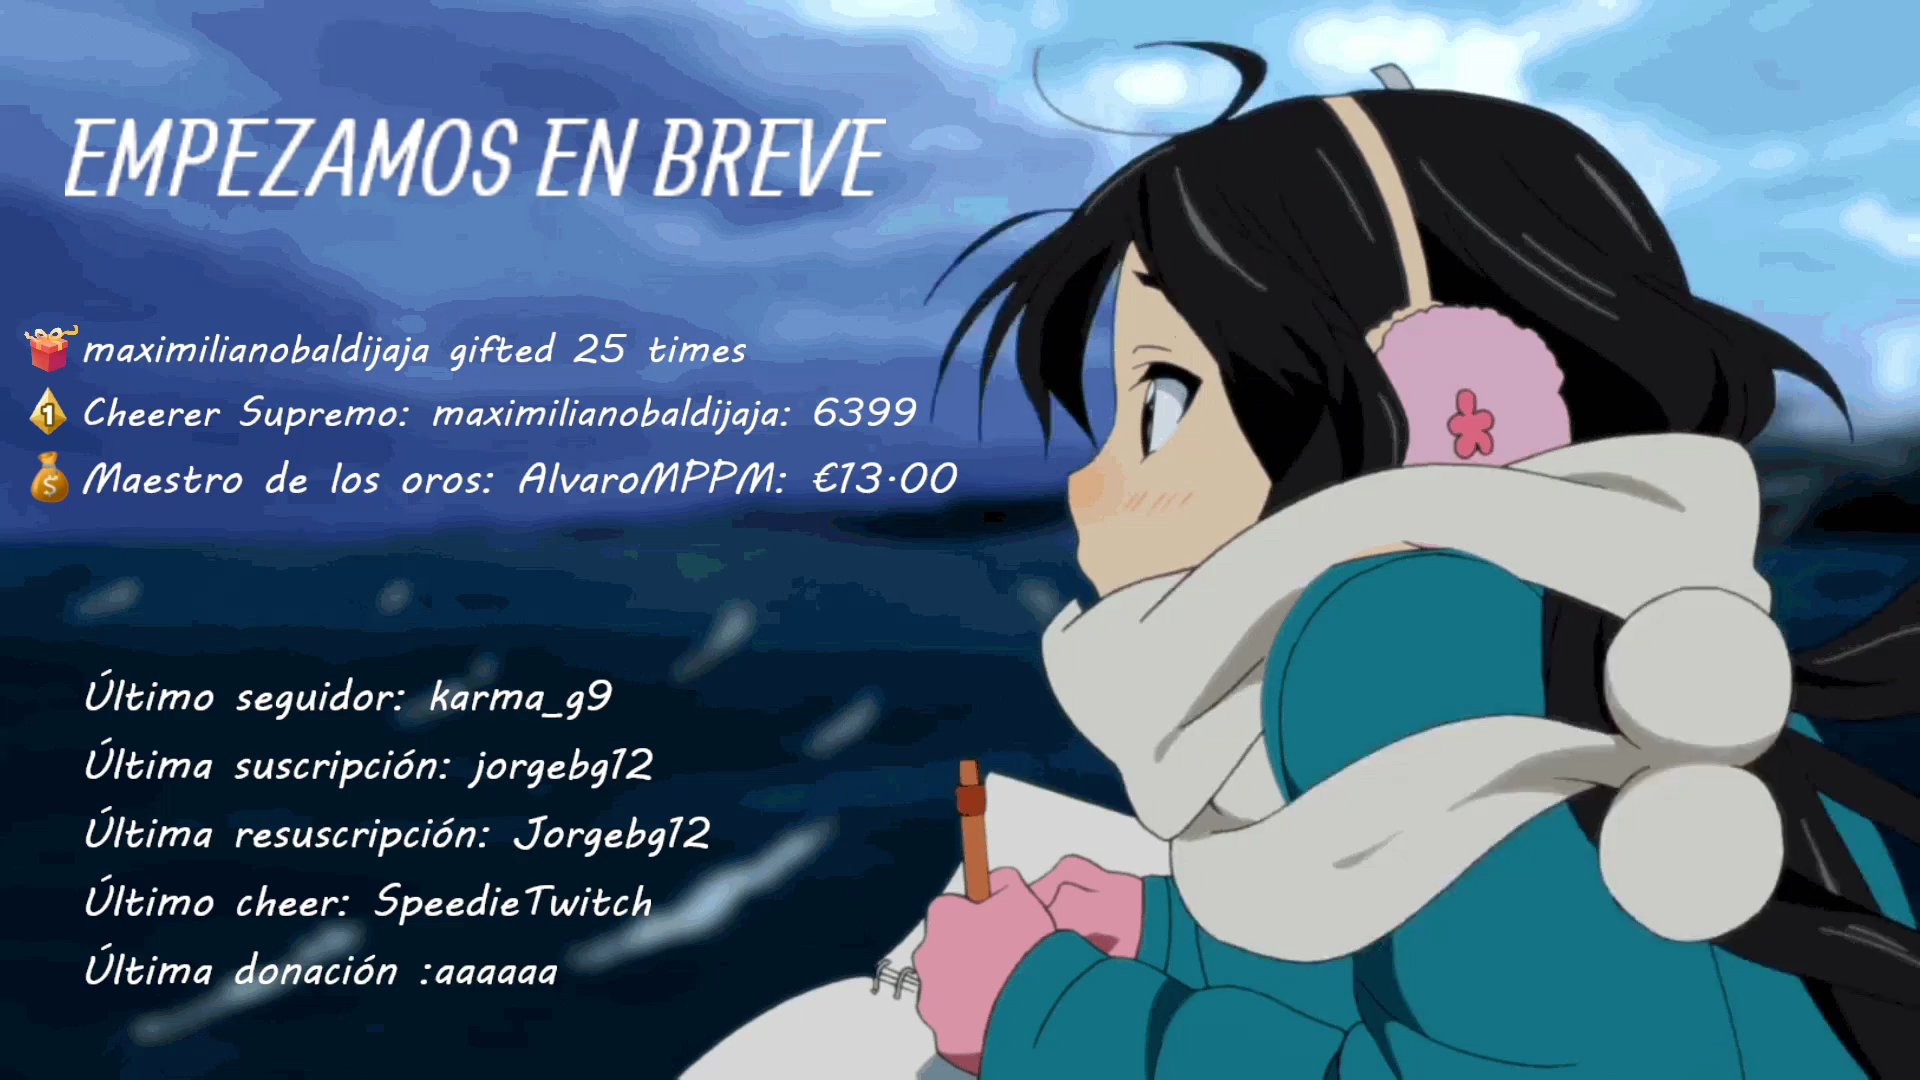 EMPEZAMOS EN BREVE
maximilianobaldijaja gifted 25 times
1
Cheerer Supremo: maximilianobaldijaja: 6399
$
Maestro de los oros: AlvaroMPPM: €13.00
Último seguidor: karma_g9
Última suscripción: jorgebg12
Última resuscripción: Jorgebg12
Último cheer: SpeedieTwitch
Última donación :aaaaaa